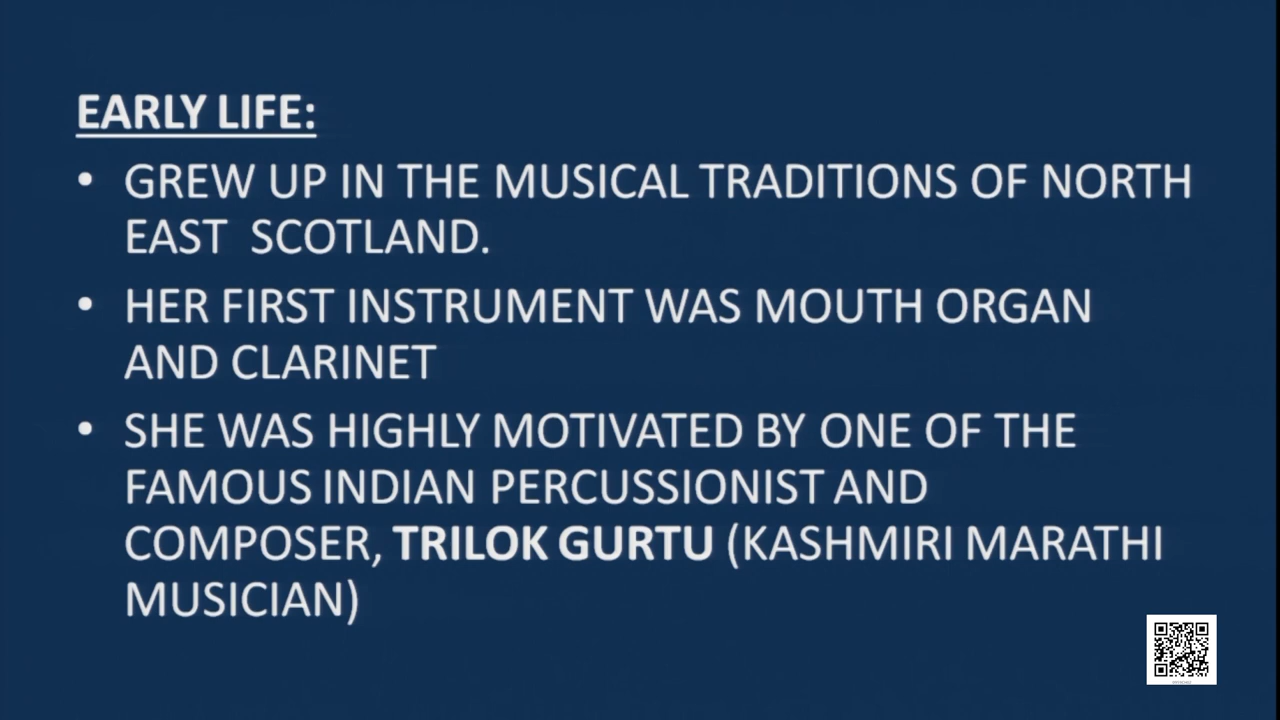 EARLY LIFE:
• GREW UP IN THE MUSICAL TRADITIONS OF NORTH
EAST SCOTLAND.
• HER FIRST INSTRUMENT WAS MOUTH ORGAN
AND CLARINET
• SHE WAS HIGHLY MOTIVATED BY ONE OF THE
FAMOUS INDIAN PERCUSSIONIST AND
COMPOSER, TRILOK GURTU (KASHMIRI MARATHI
MUSICIAN)